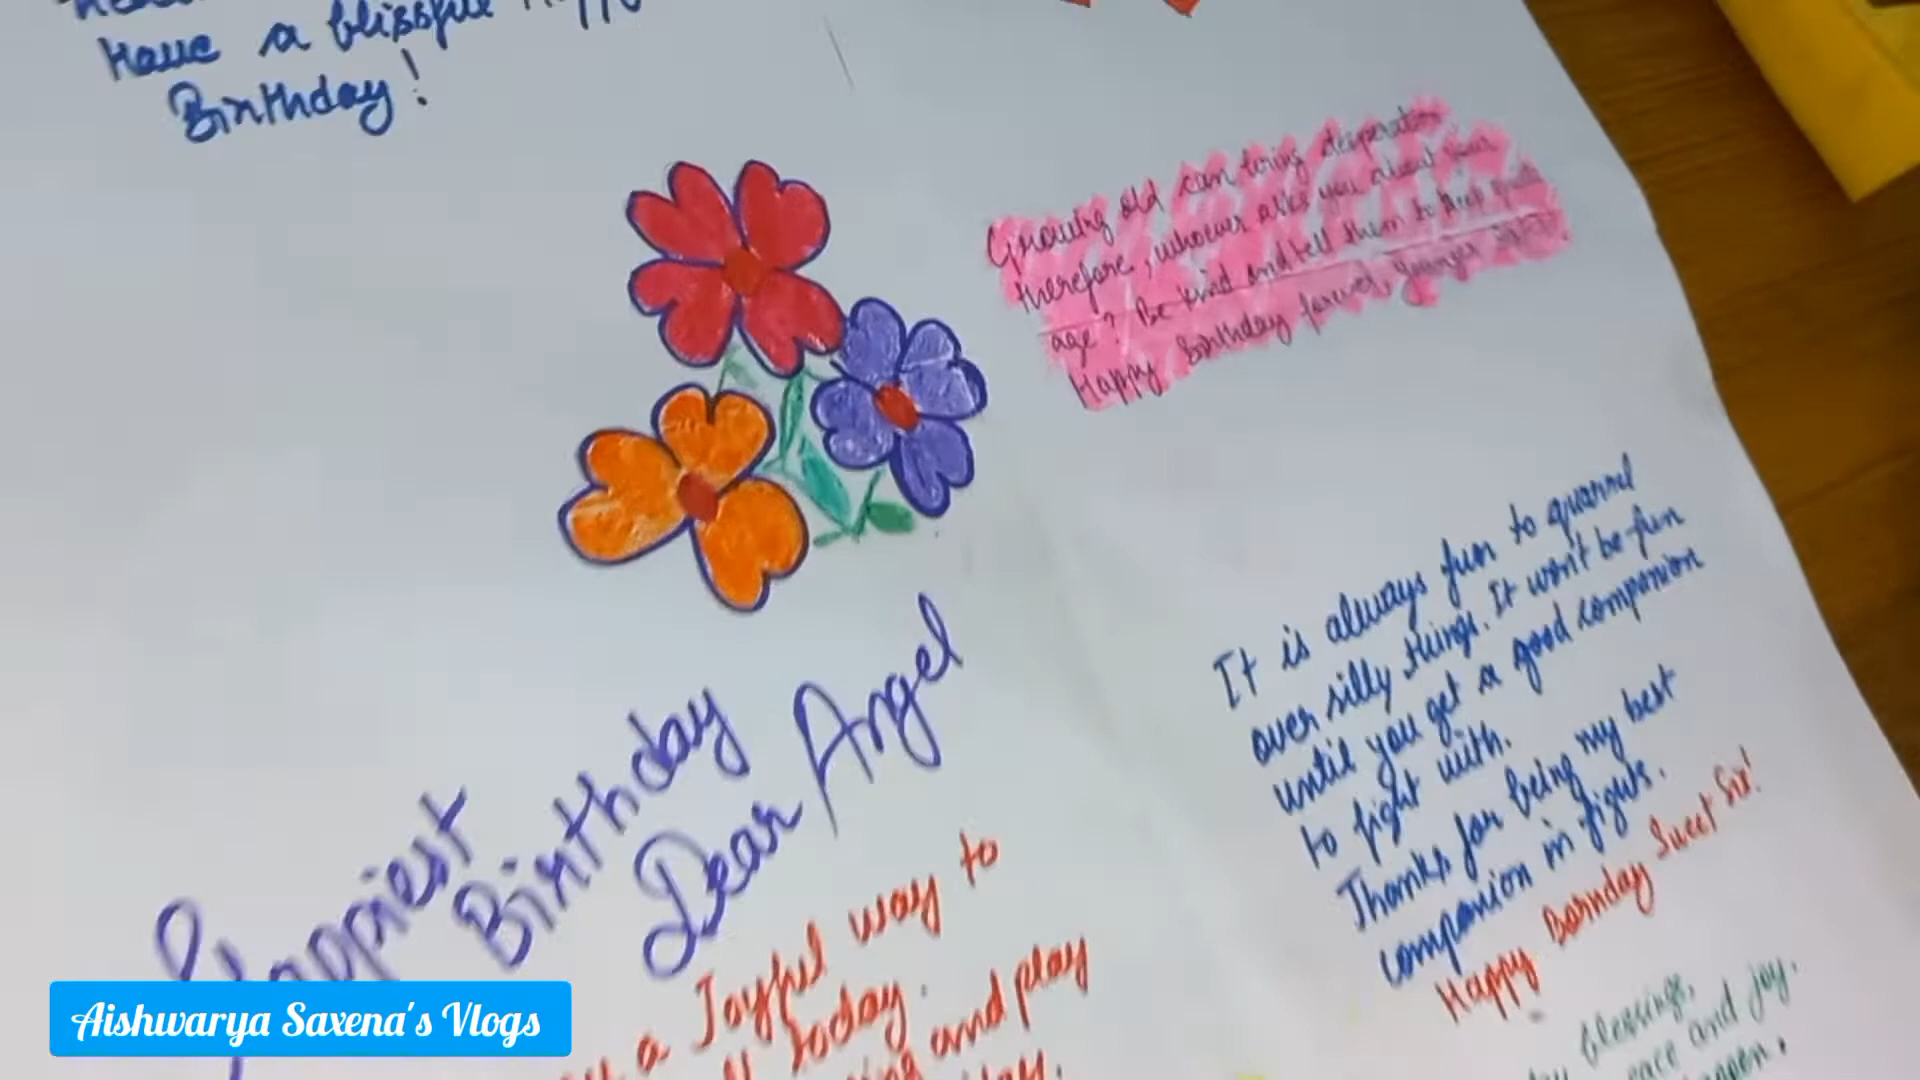 Have a blissful
Birthday!
Growing old can bring desperation
therefore, whoever asks you about your
age? Be kind and tell them to keep quiet
Happy Birthday forever, younger
It is always fun to quarrel
over silly things. It won't be fun
until you get a good companion
to fight with.
Thanks for being my best
companion in fights.
Happy Bornday Sweet Sis!
Happiest
Birthday
Dear Angel
a Joyful way to
today.
and play
blessings,
and joy.
Aishwarya Saxena's Vlogs